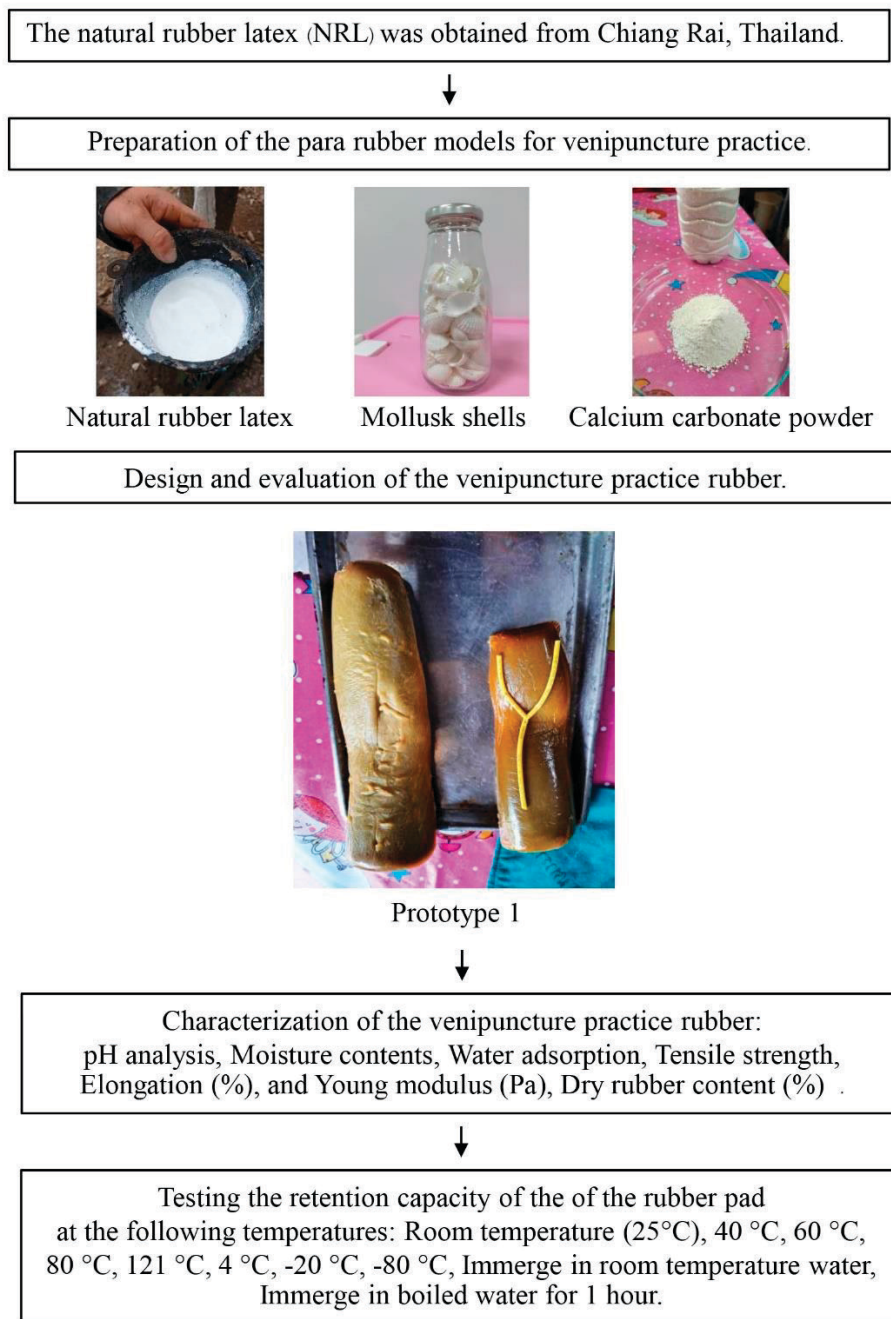 The natural rubber latex (NRL) was obtained from Chiang Rai, Thailand.
Preparation of the para rubber models for venipuncture practice.
Natural rubber latex
Mollusk shells
Calcium carbonate powder
Design and evaluation of the venipuncture practice rubber.
Prototype 1
Characterization of the venipuncture practice rubber:
pH analysis, Moisture contents, Water adsorption, Tensile strength,
Elongation (%), and Young modulus (Pa), Dry rubber content (%) .
Testing the retention capacity of the of the rubber pad
at the following temperatures: Room temperature (25°C), 40 °C, 60 °C,
80 °C, 121 °C, 4 °C, -20 °C, -80 °C, Immerge in room temperature water,
Immerge in boiled water for 1 hour.